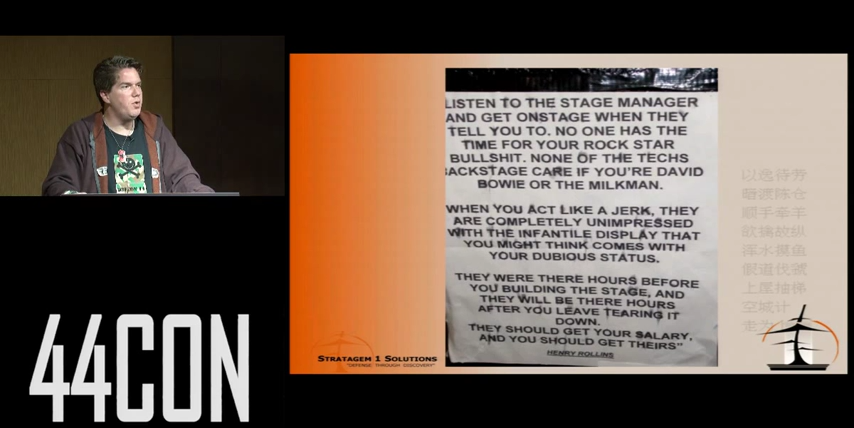 LISTEN TO THE STAGE MANAGER
AND GET ONSTAGE WHEN THEY
TELL YOU TO. NO ONE HAS THE
TIME FOR YOUR ROCK STAR
BULLSHIT. NONE OF THE TECHS
BACKSTAGE CARE IF YOU'RE DAVID
BOWIE OR THE MILKMAN.
WHEN YOU ACT LIKE A JERK, THEY
ARE COMPLETELY UNIMPRESSED
WITH THE INFANTILE DISPLAY THAT
YOU MIGHT THINK COMES WITH
YOUR DUBIOUS STATUS.
THEY WERE THERE HOURS BEFORE
YOU BUILDING THE STAGE, AND
THEY WILL BE THERE HOURS
AFTER YOU LEAVE TEARING IT
DOWN.
THEY SHOULD GET YOUR SALARY,
AND YOU SHOULD GET THEIRS"
HENRY ROLLINS
以逸待劳
顺手牵羊
欲擒故纵
浑水摸鱼
假道伐虢
空城计
STRATAGEM 1 SOLUTIONS
"DEFENSE THROUGH DISCOVERY"
44CON